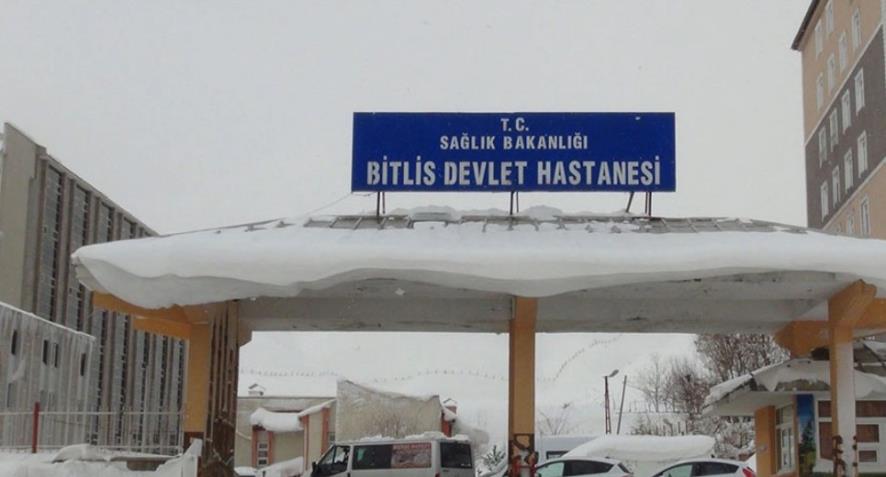 T.C.
SAĞLIK BAKANLIĞI
BİTLİS DEVLET HASTANESİ